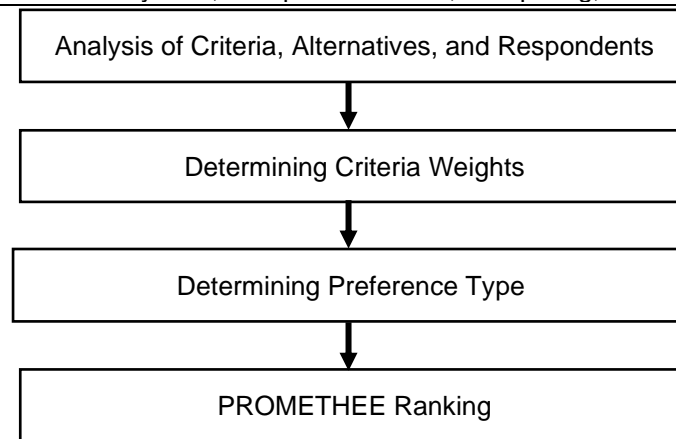 Analysis of Criteria, Alternatives, and Respondents
Determining Criteria Weights
Determining Preference Type
PROMETHEE Ranking